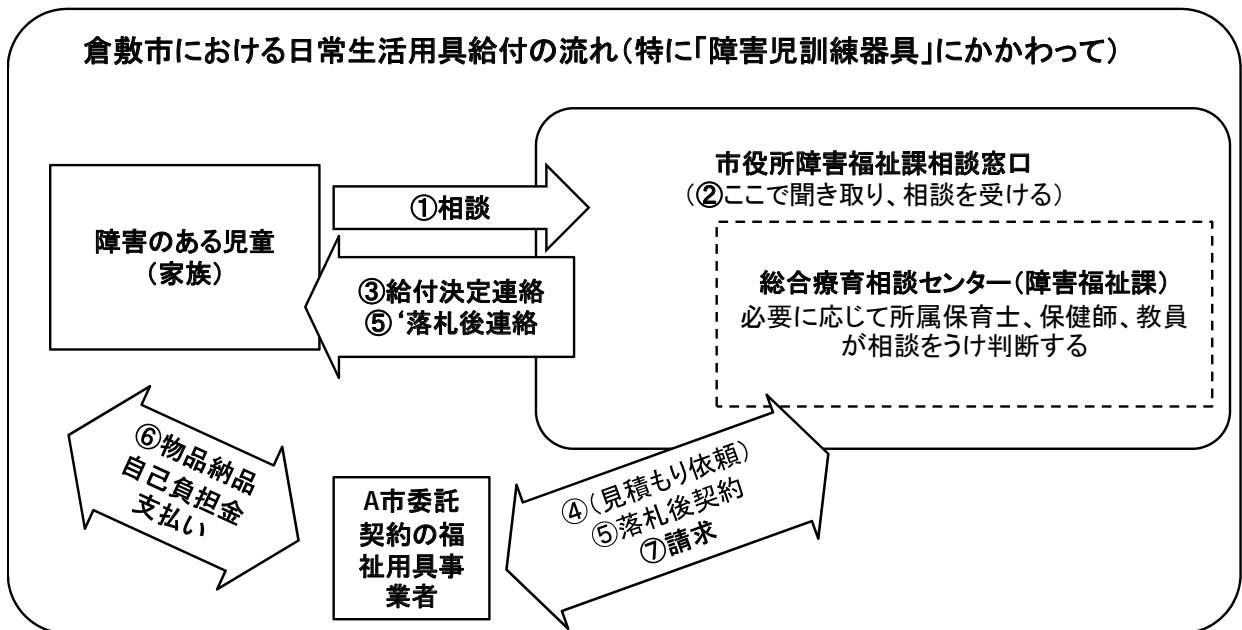 倉敷市における日常生活用具給付の流れ(特に「障害児訓練器具」にかかわって)
市役所障害福祉課相談窓口
(②ここで聞き取り、相談を受ける)
①相談
障害のある児童
(家族)
③給付決定連絡
⑤‘落札後連絡
総合療育相談センター(障害福祉課)
必要に応じて所属保育士、保健師、教員
が相談をうけ判断する
⑥物品納品
自己負担金
支払い
A市委託
契約の福
祉用具事
業者
④(見積もり依頼)
⑤落札後契約
⑦請求